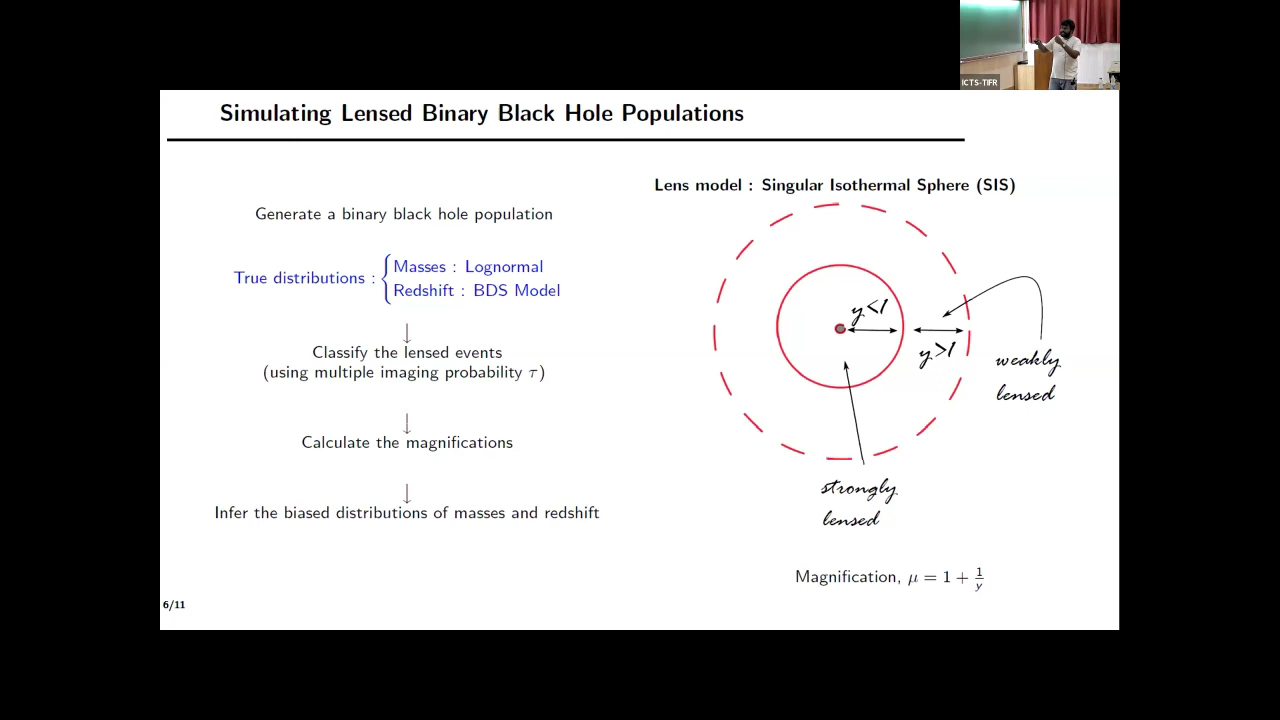 ICTS-TIFR
Simulating Lensed Binary Black Hole Populations
Generate a binary black hole population
True distributions : { Masses : Lognormal
Redshift : BDS Model
↓
Classify the lensed events
(using multiple imaging probability τ)
↓
Calculate the magnifications
↓
Infer the biased distributions of masses and redshift
Lens model : Singular Isothermal Sphere (SIS)
y<1
y>1
weakly
lensed
strongly
lensed
Magnification, μ = 1 + 1/y
6/11